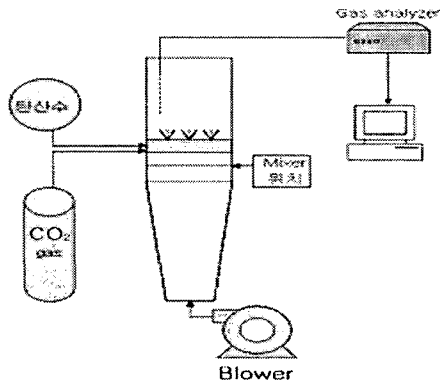 Gas analyzer
탄산수
Mixer
위치
CO₂
gas
Blower